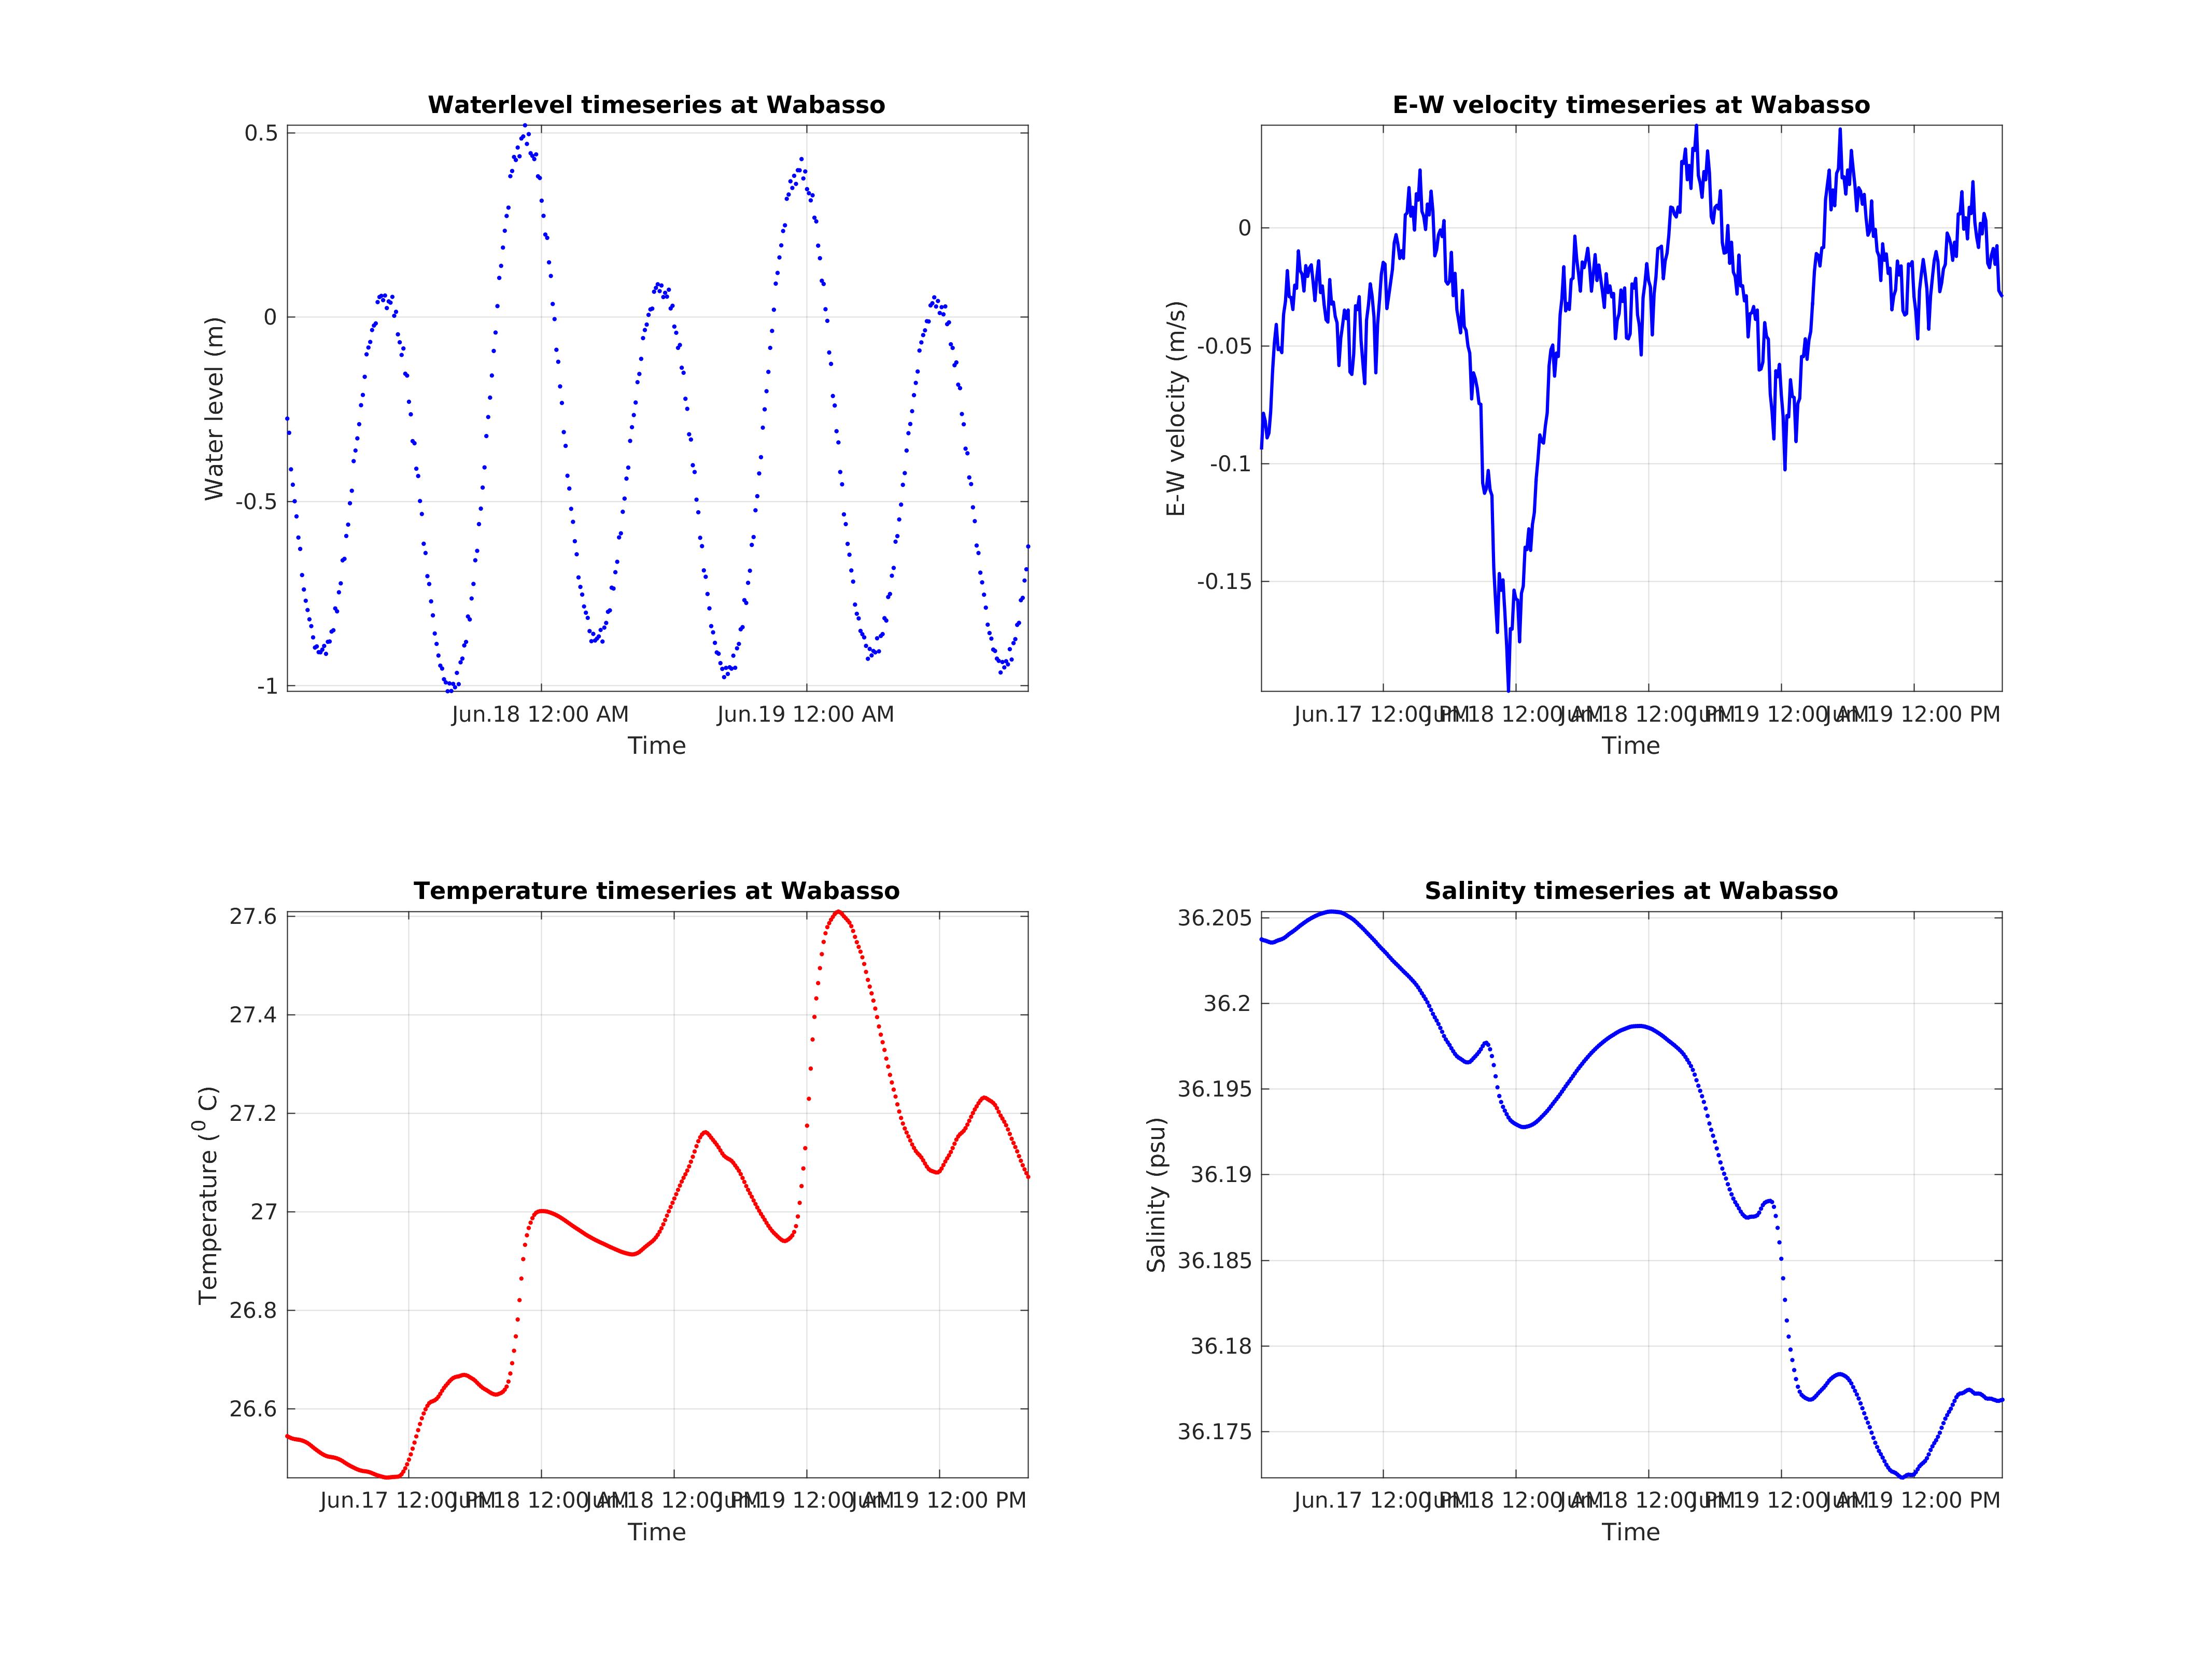 Waterlevel timeseries at Wabasso
0.5
0
-0.5
-1
Water level (m)
Jun.18 12:00 AM
Jun.19 12:00 AM
Time
E-W velocity timeseries at Wabasso
0
-0.05
-0.1
-0.15
E-W velocity (m/s)
Jun.17 12:00 PM
Jun.18 12:00 AM
Jun.18 12:00 PM
Jun.19 12:00 AM
Jun.19 12:00 PM
Time
Temperature timeseries at Wabasso
27.6
27.4
27.2
27
26.8
26.6
Temperature (⁰ C)
Jun.17 12:00 PM
Jun.18 12:00 AM
Jun.18 12:00 PM
Jun.19 12:00 AM
Jun.19 12:00 PM
Time
Salinity timeseries at Wabasso
36.205
36.2
36.195
36.19
36.185
36.18
36.175
Salinity (psu)
Jun.17 12:00 PM
Jun.18 12:00 AM
Jun.18 12:00 PM
Jun.19 12:00 AM
Jun.19 12:00 PM
Time